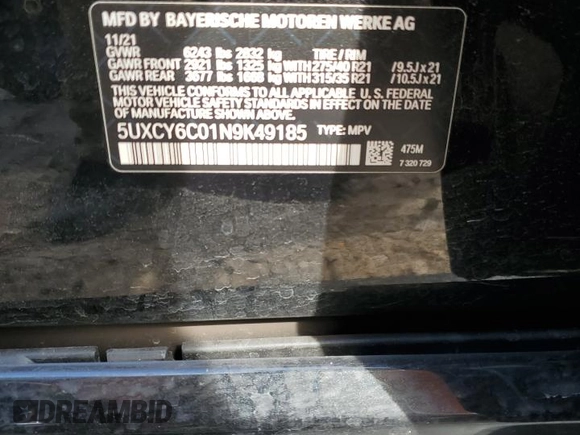 MFD BY BAYERISCHE MOTOREN WERKE AG
11/21
GVWR 6243 lbs 2832 kg TIRE / RIM
GAWR FRONT 2921 lbs 1325 kg WITH 275/40 R21 /9.5J x 21
GAWR REAR 3677 lbs 1668 kg WITH 315/35 R21 /10.5J x 21
THIS VEHICLE CONFORMS TO ALL APPLICABLE U. S. FEDERAL
MOTOR VEHICLE SAFETY STANDARDS IN EFFECT ON THE DATE OF
MANUFACTURE SHOWN ABOVE.
5UXCY6C01N9K49185 TYPE: MPV
475M
7 320 729
DREAMBID